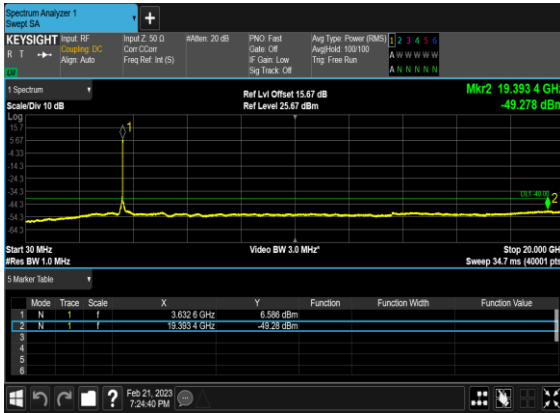 Spectrum Analyzer 1
Swept SA
+
KEYSIGHT Input: RF Input Z: 50 Ω #Atten: 20 dB PNO: Fast Avg Type: Power (RMS) 1 2 3 4 5 6
R T Coupling: DC Corr CCorr Gate: Off Avg|Hold: 100/100 A W W W W W
Align: Auto Freq Ref: Int (S) IF Gain: Low Trig: Free Run
Sig Track: Off A N N N N N
1 Spectrum Ref Lvl Offset 15.67 dB Mkr2 19.393 4 GHz
Scale/Div 10 dB Ref Level 25.67 dBm -49.278 dBm
Log
15.7
5.67
-4.33
-14.3
-24.3
-34.3
-44.3
-54.3
-64.3
1
DL1 -40.00
2
Start 30 MHz Video BW 3.0 MHz* Stop 20.000 GHz
#Res BW 1.0 MHz Sweep 34.7 ms (40001 pts)
5 Marker Table
Mode Trace Scale X Y Function Function Width Function Value
1 N 1 f 3.632 6 GHz 6.586 dBm
2 N 1 f 19.393 4 GHz -49.28 dBm
3
4
5
6
? Feb 21, 2023
7:24:40 PM